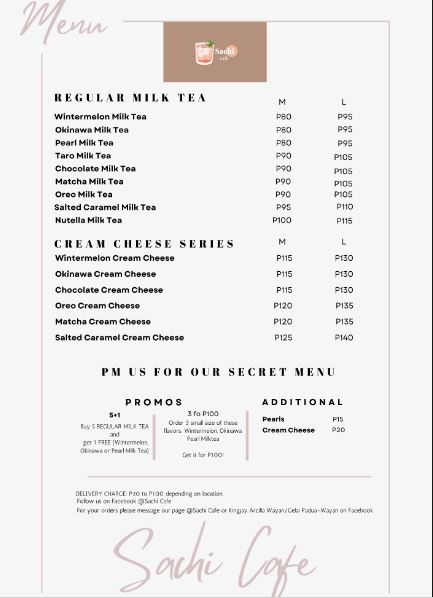 Menu
Sachi
cafe
REGULAR MILK TEA M L
Wintermelon Milk Tea P80 P95
Okinawa Milk Tea P80 P95
Pearl Milk Tea P80 P95
Taro Milk Tea P90 P105
Chocolate Milk Tea P90 P105
Matcha Milk Tea P90 P105
Oreo Milk Tea P90 P105
Salted Caramel Milk Tea P95 P110
Nutella Milk Tea P100 P115
CREAM CHEESE SERIES M L
Wintermelon Cream Cheese P115 P130
Okinawa Cream Cheese P115 P130
Chocolate Cream Cheese P115 P130
Oreo Cream Cheese P120 P135
Matcha Cream Cheese P120 P135
Salted Caramel Cream Cheese P125 P140
PM US FOR OUR SECRET MENU
PROMOS
5+1
Buy 5 REGULAR MILK TEA
and
get 1 FREE (Wintermelon,
Okinawa or Pearl Milk Tea)
3 fo P100
Order 3 small size of these
flavors: Wintermelon, Okinawa,
Pearl Milktea
Get it for P100!
ADDITIONAL
Pearls P15
Cream Cheese P20
DELIVERY CHARGE: P30 to P100 depending on location
Follow us on Facebook @Sachi Cafe
For your orders please message our page @Sachi Cafe or Kingjay Arcilla Wayan/Gelai Padua-Wayan on Facebook
Sachi Cafe